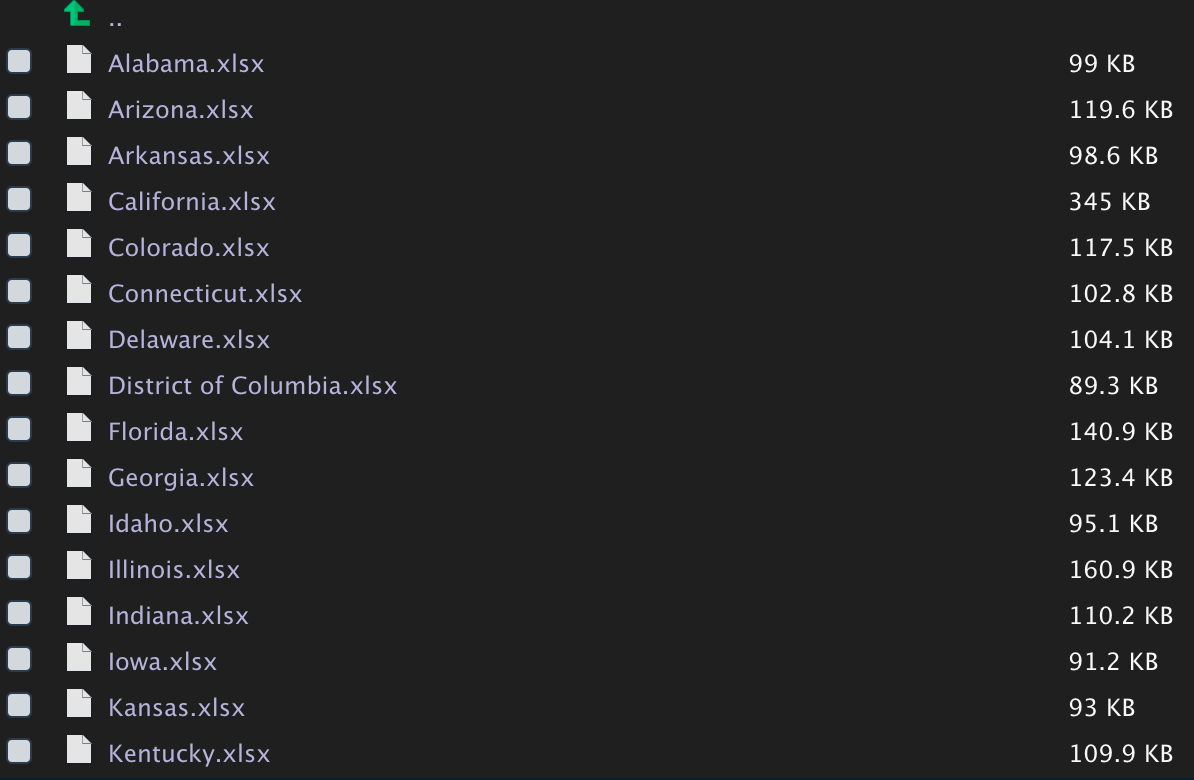 ..
Alabama.xlsx 99 KB
Arizona.xlsx 119.6 KB
Arkansas.xlsx 98.6 KB
California.xlsx 345 KB
Colorado.xlsx 117.5 KB
Connecticut.xlsx 102.8 KB
Delaware.xlsx 104.1 KB
District of Columbia.xlsx 89.3 KB
Florida.xlsx 140.9 KB
Georgia.xlsx 123.4 KB
Idaho.xlsx 95.1 KB
Illinois.xlsx 160.9 KB
Indiana.xlsx 110.2 KB
Iowa.xlsx 91.2 KB
Kansas.xlsx 93 KB
Kentucky.xlsx 109.9 KB